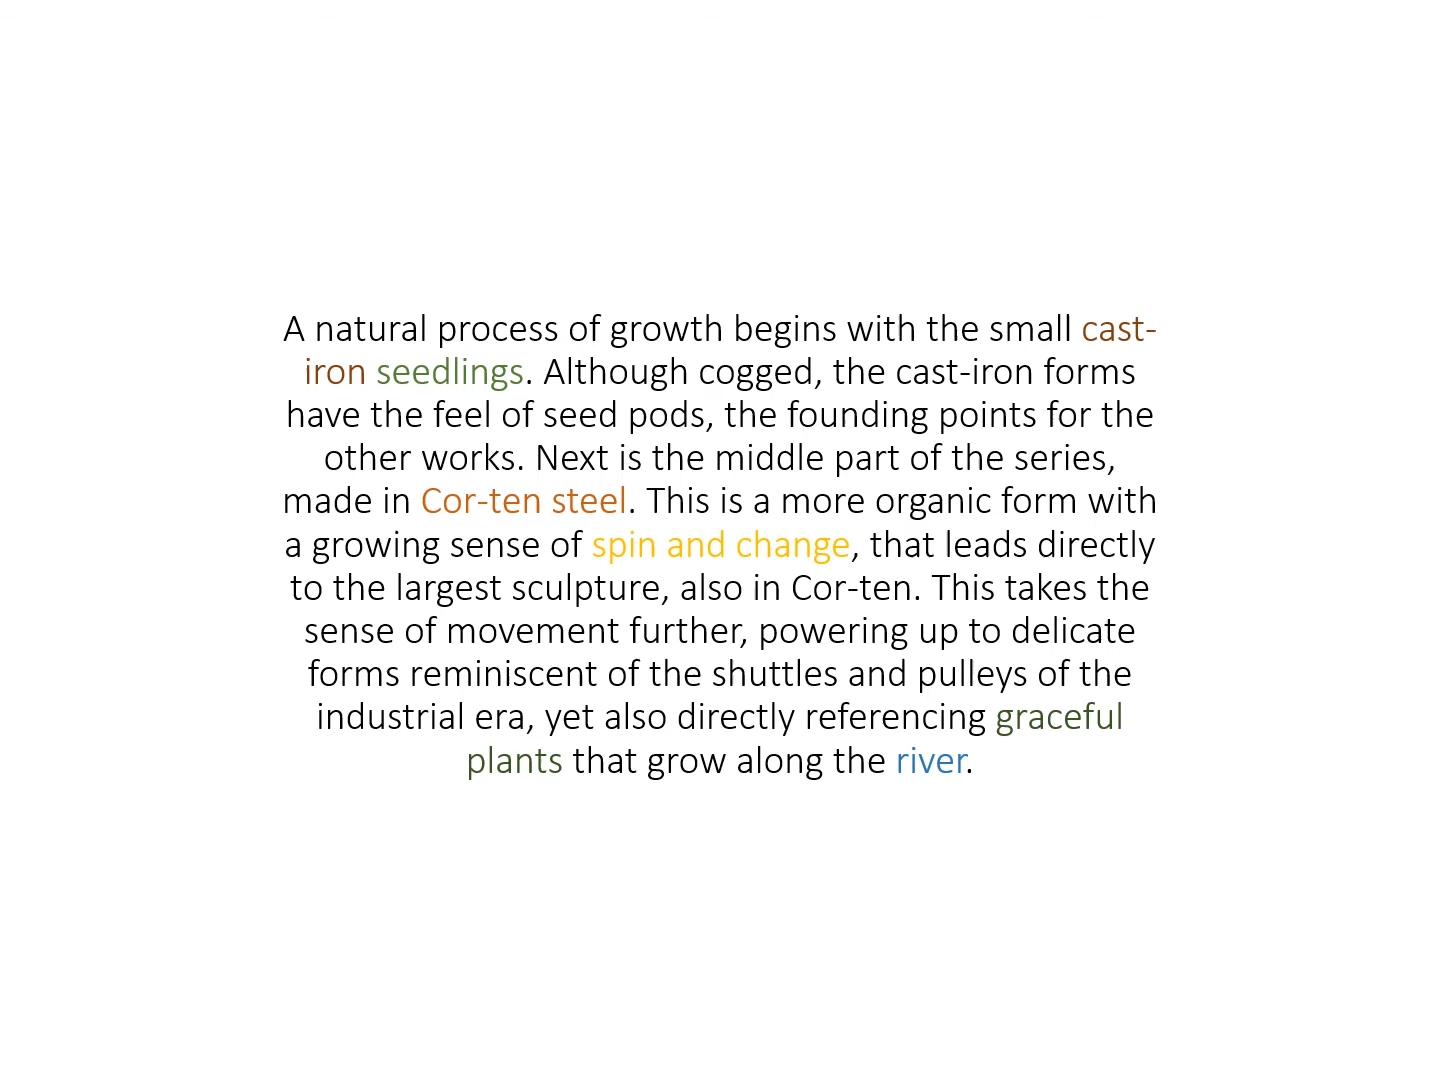 A natural process of growth begins with the small cast-
iron seedlings. Although cogged, the cast-iron forms
have the feel of seed pods, the founding points for the
other works. Next is the middle part of the series,
made in Cor-ten steel. This is a more organic form with
a growing sense of spin and change, that leads directly
to the largest sculpture, also in Cor-ten. This takes the
sense of movement further, powering up to delicate
forms reminiscent of the shuttles and pulleys of the
industrial era, yet also directly referencing graceful
plants that grow along the river.